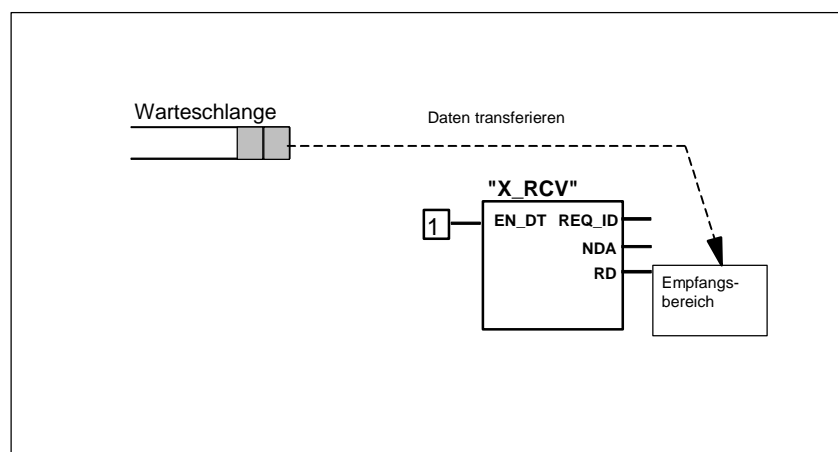 Warteschlange
Daten transferieren
"X_RCV"
1
EN_DT REQ_ID
NDA
RD
Empfangs-
bereich